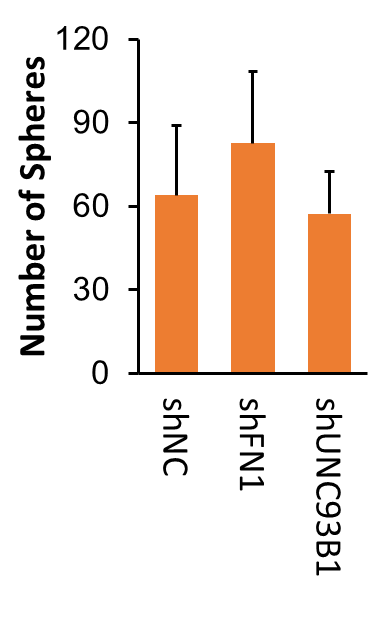 Number of Spheres
120
90
60
30
0
shNC
shFN1
shUNC93B1